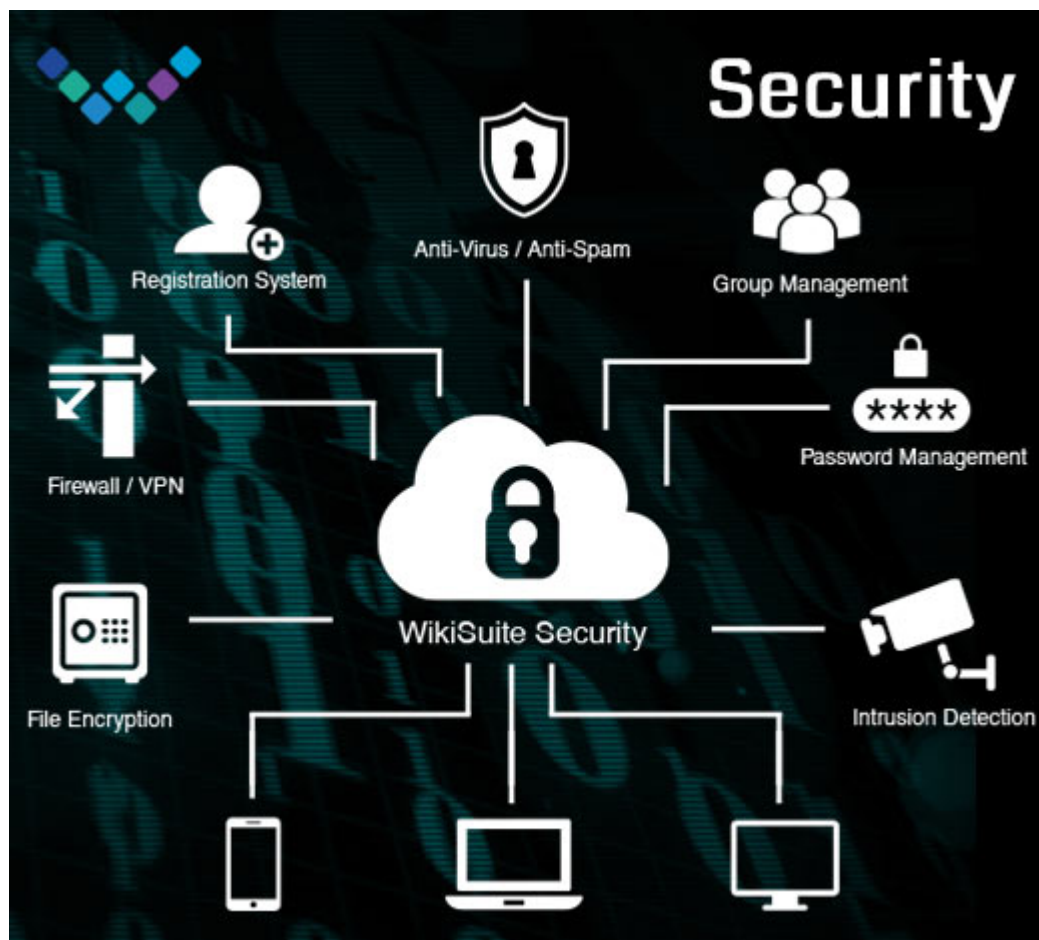 Security
Anti-Virus / Anti-Spam
Registration System
Group Management
****
Password Management
Firewall / VPN
WikiSuite Security
File Encryption
Intrusion Detection